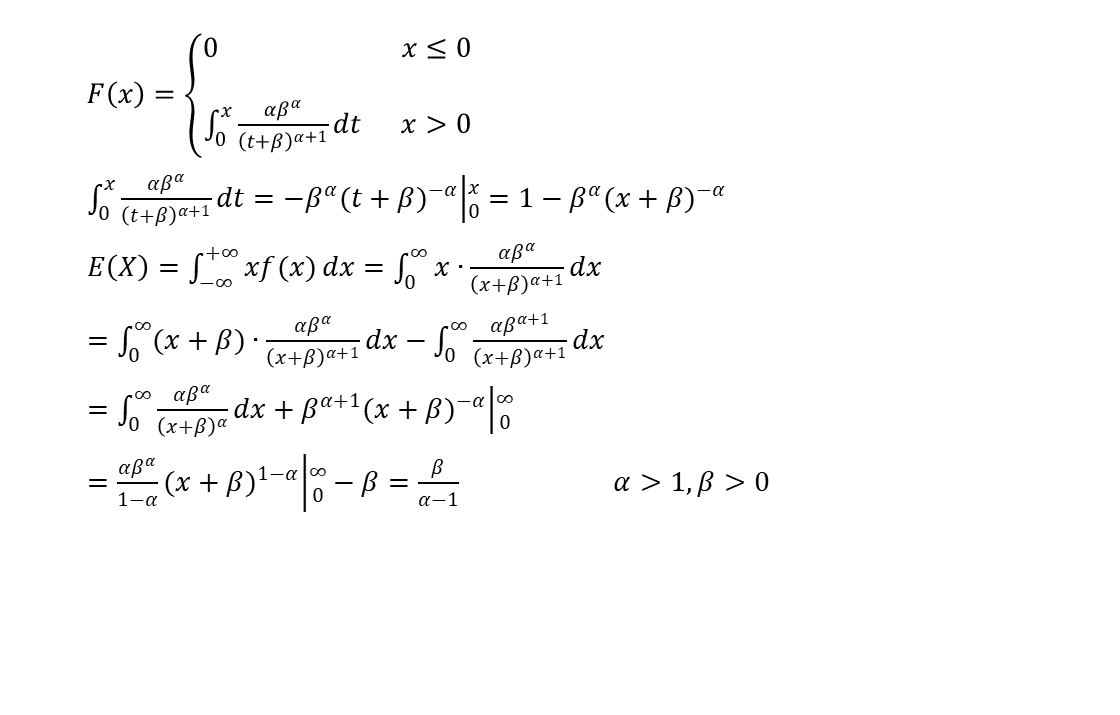 F(x) = { 0    x ≤ 0
∫₀ˣ αβ^α/(t+β)^(α+1) dt    x > 0
∫₀ˣ αβ^α/(t+β)^(α+1) dt = −β^α(t + β)^(−α)|₀ˣ = 1 − β^α(x + β)^(−α)
E(X) = ∫_(−∞)^(+∞) xf(x) dx = ∫₀^∞ x · αβ^α/(x+β)^(α+1) dx
= ∫₀^∞ (x + β) · αβ^α/(x+β)^(α+1) dx − ∫₀^∞ αβ^(α+1)/(x+β)^(α+1) dx
= ∫₀^∞ αβ^α/(x+β)^α dx + β^(α+1)(x + β)^(−α)|₀^∞
= αβ^α/(1−α) (x + β)^(1−α)|₀^∞ − β = β/(α−1)    α > 1, β > 0